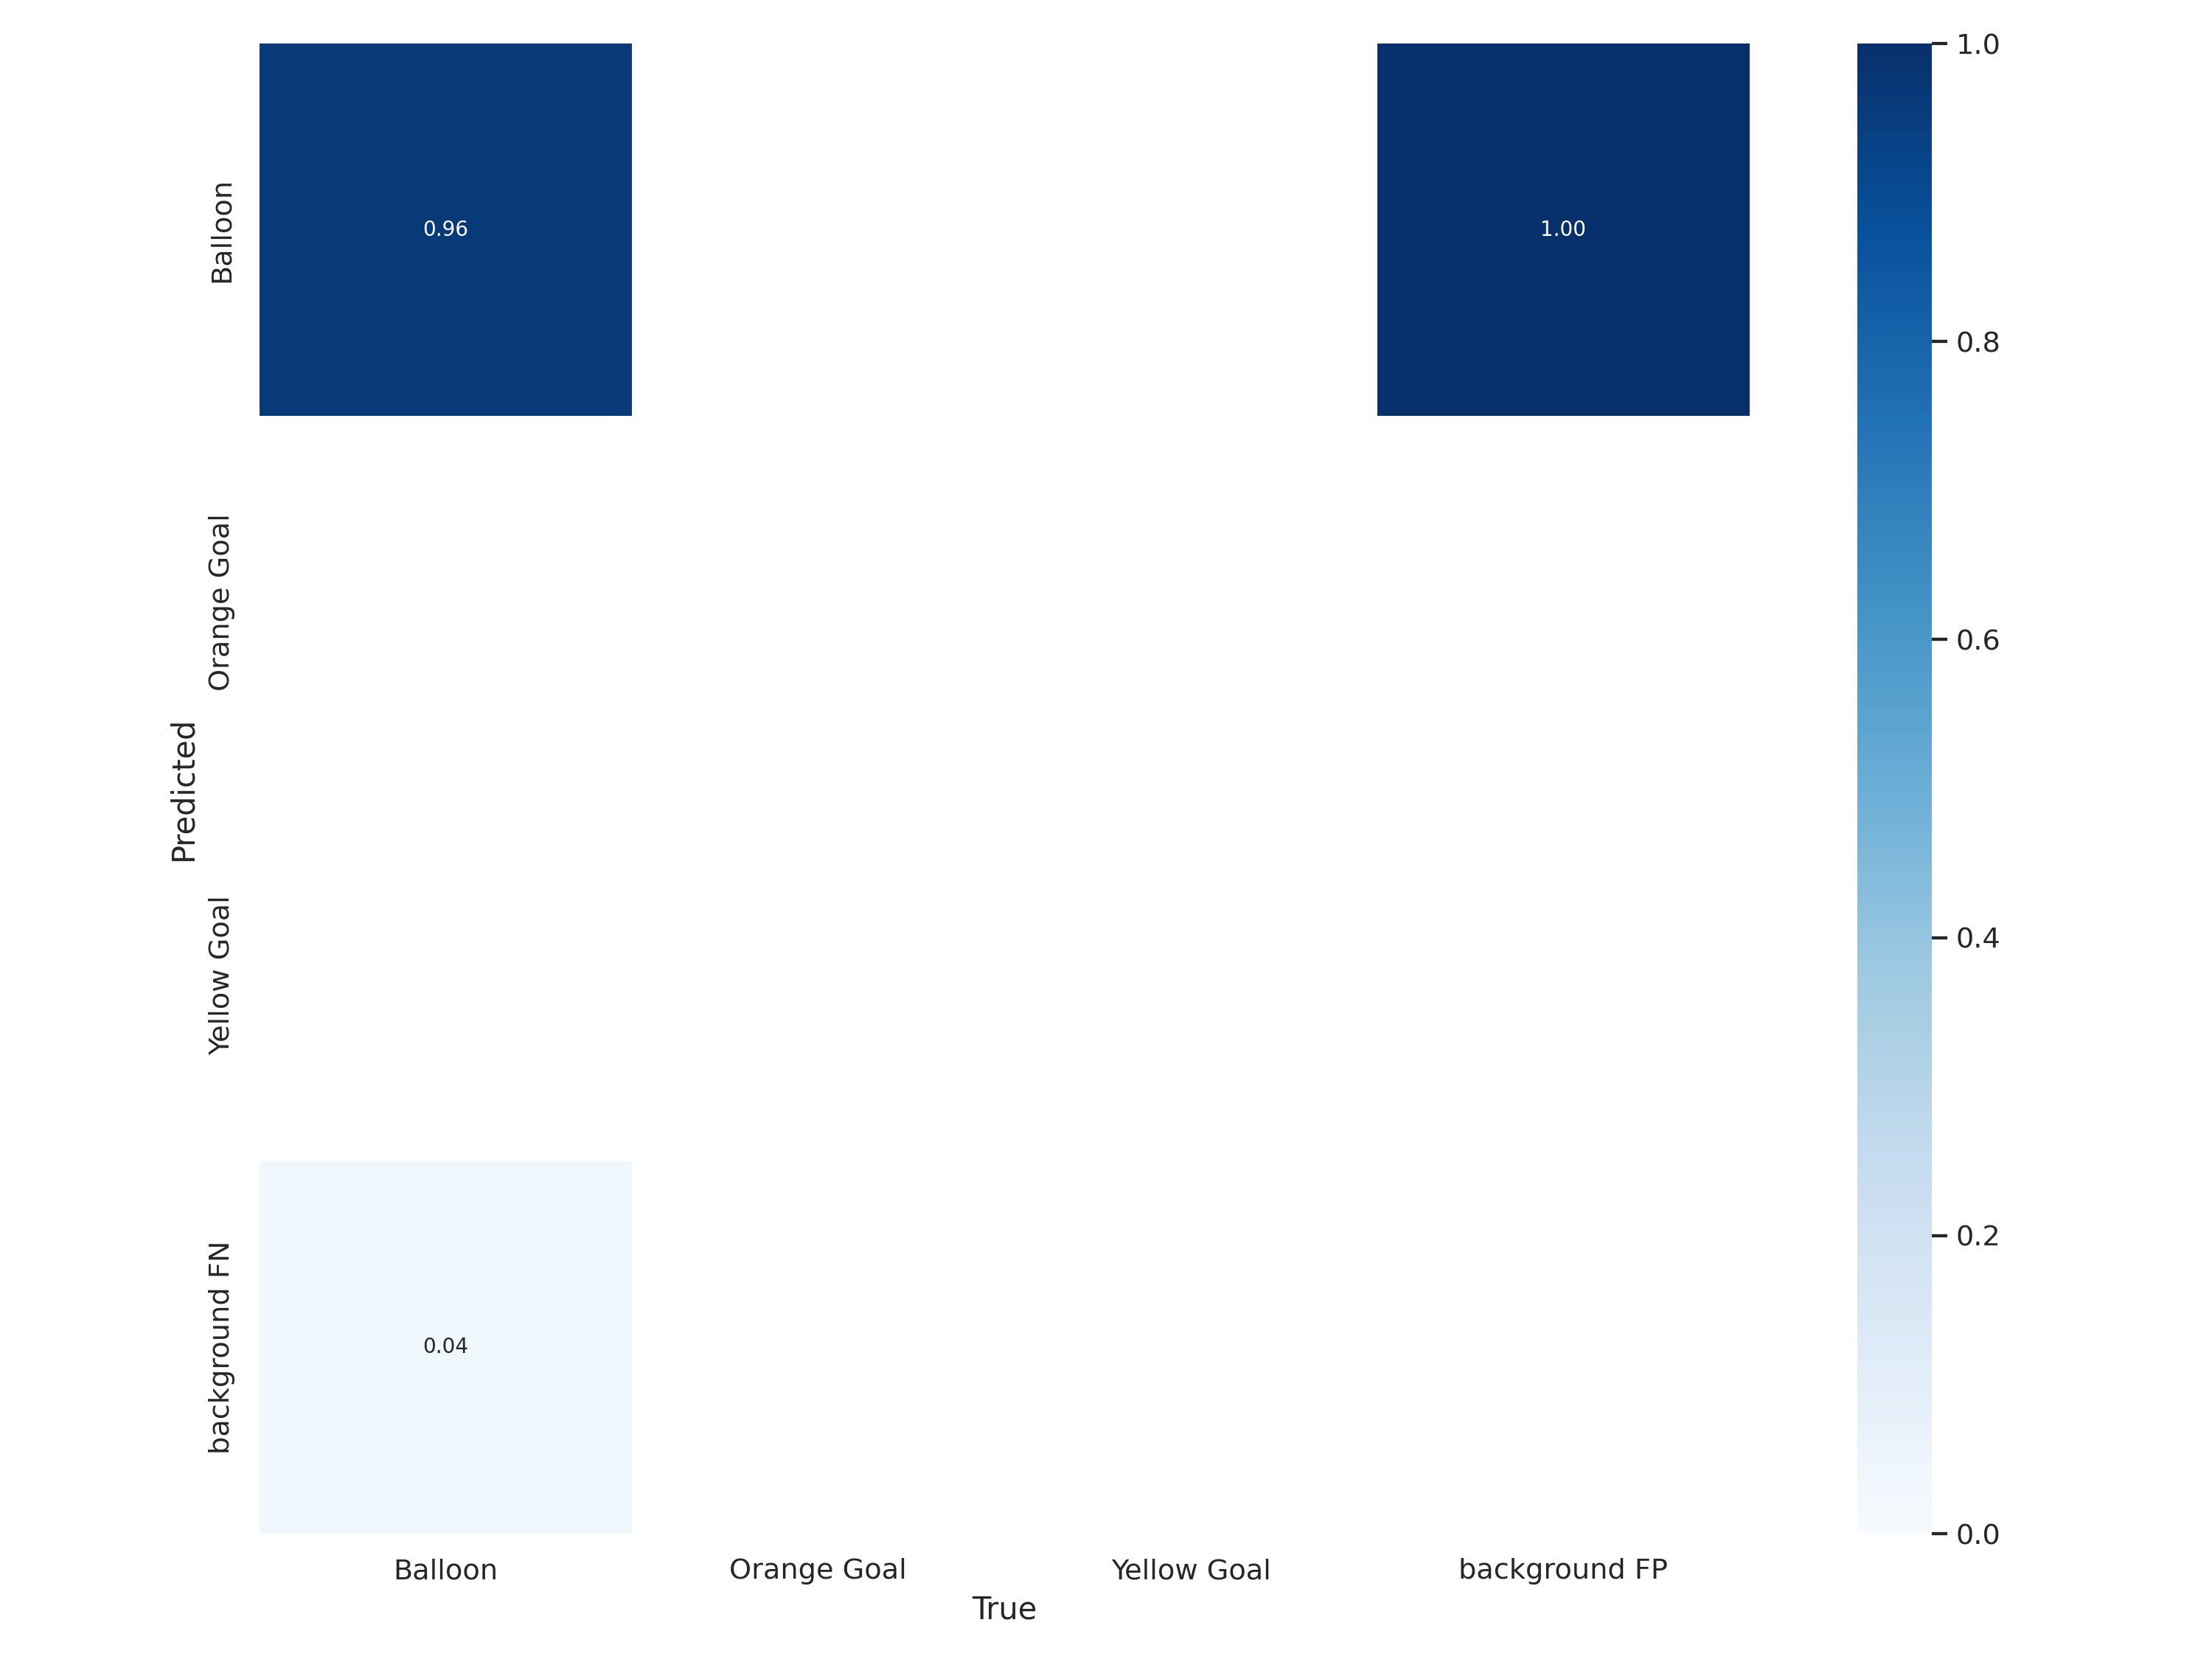 Predicted
Balloon
Orange Goal
Yellow Goal
background FN
0.96
1.00
0.04
Balloon
Orange Goal
Yellow Goal
background FP
True
1.0
0.8
0.6
0.4
0.2
0.0